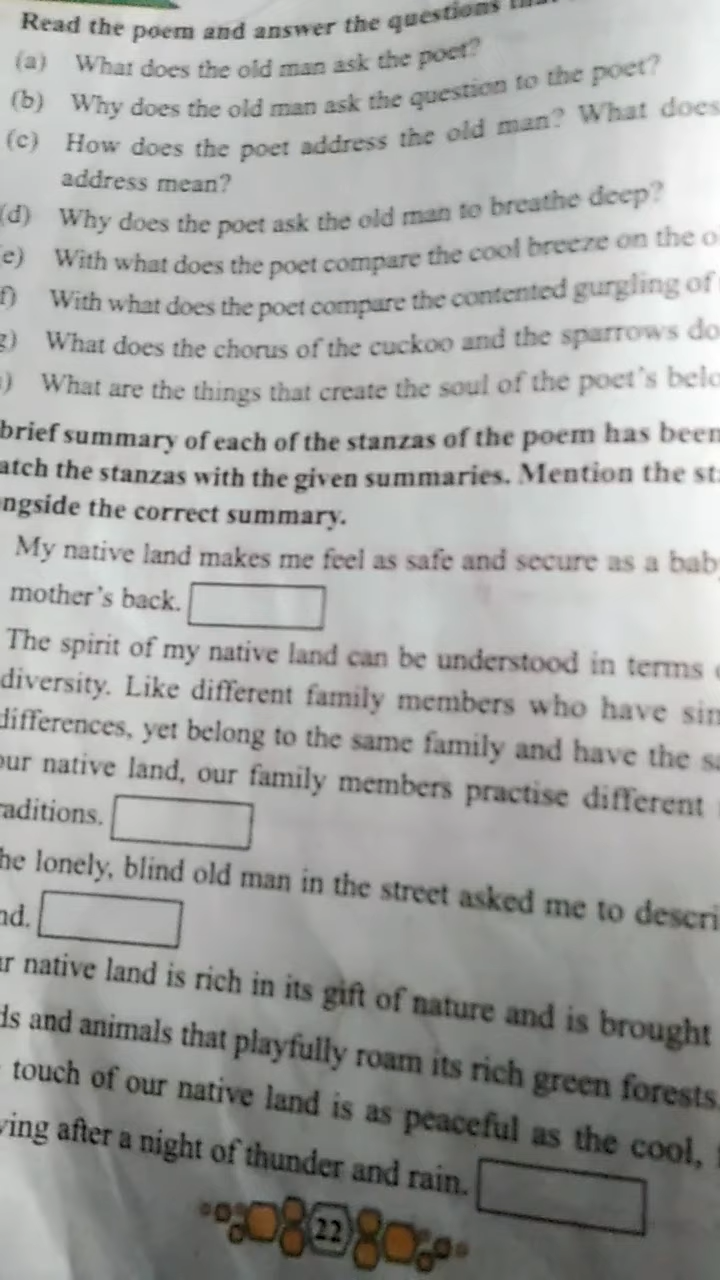 Read the poem and answer the questions
(a) What does the old man ask the poet?
(b) Why does the old man ask the question to the poet?
(c) How does the poet address the old man? What does
address mean?
(d) Why does the poet ask the old man to breathe deep?
e) With what does the poet compare the cool breeze on the
f) With what does the poet compare the contented gurgling of
) What does the chorus of the cuckoo and the sparrows do
) What are the things that create the soul of the poet's belo
brief summary of each of the stanzas of the poem has been
atch the stanzas with the given summaries. Mention the st
ngside the correct summary.
My native land makes me feel as safe and secure as a bab
mother's back.
The spirit of my native land can be understood in terms
diversity. Like different family members who have sim
differences, yet belong to the same family and have the sa
our native land, our family members practise different
raditions.
he lonely, blind old man in the street asked me to descri
nd.
ur native land is rich in its gift of nature and is brought
ds and animals that playfully roam its rich green forests.
touch of our native land is as peaceful as the cool,
ving after a night of thunder and rain.
22